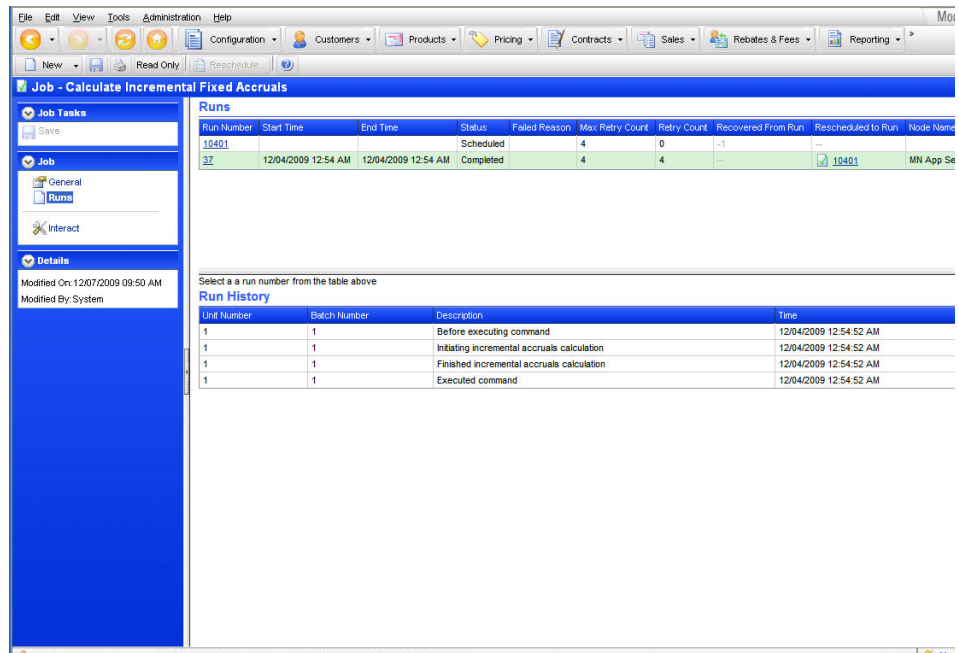 File Edit View Tools Administration Help
Configuration Customers Products Pricing Contracts Sales Rebates & Fees Reporting »
New Read Only Reschedule...
Job - Calculate Incremental Fixed Accruals
Job Tasks
Save
Job
General
Runs
Interact
Details
Modified On: 12/07/2009 09:50 AM
Modified By: System
Runs
Run Number Start Time End Time Status Failed Reason Max Retry Count Retry Count Recovered From Run Rescheduled to Run Node Name
10401 Scheduled 4 0 -1 ---
37 12/04/2009 12:54 AM 12/04/2009 12:54 AM Completed 4 4 --- 10401 MN App Se
Select a a run number from the table above
Run History
Unit Number Batch Number Description Time
1 1 Before executing command 12/04/2009 12:54:52 AM
1 1 Initiating incremental accruals calculation 12/04/2009 12:54:52 AM
1 1 Finished incremental accruals calculation 12/04/2009 12:54:52 AM
1 1 Executed command 12/04/2009 12:54:52 AM